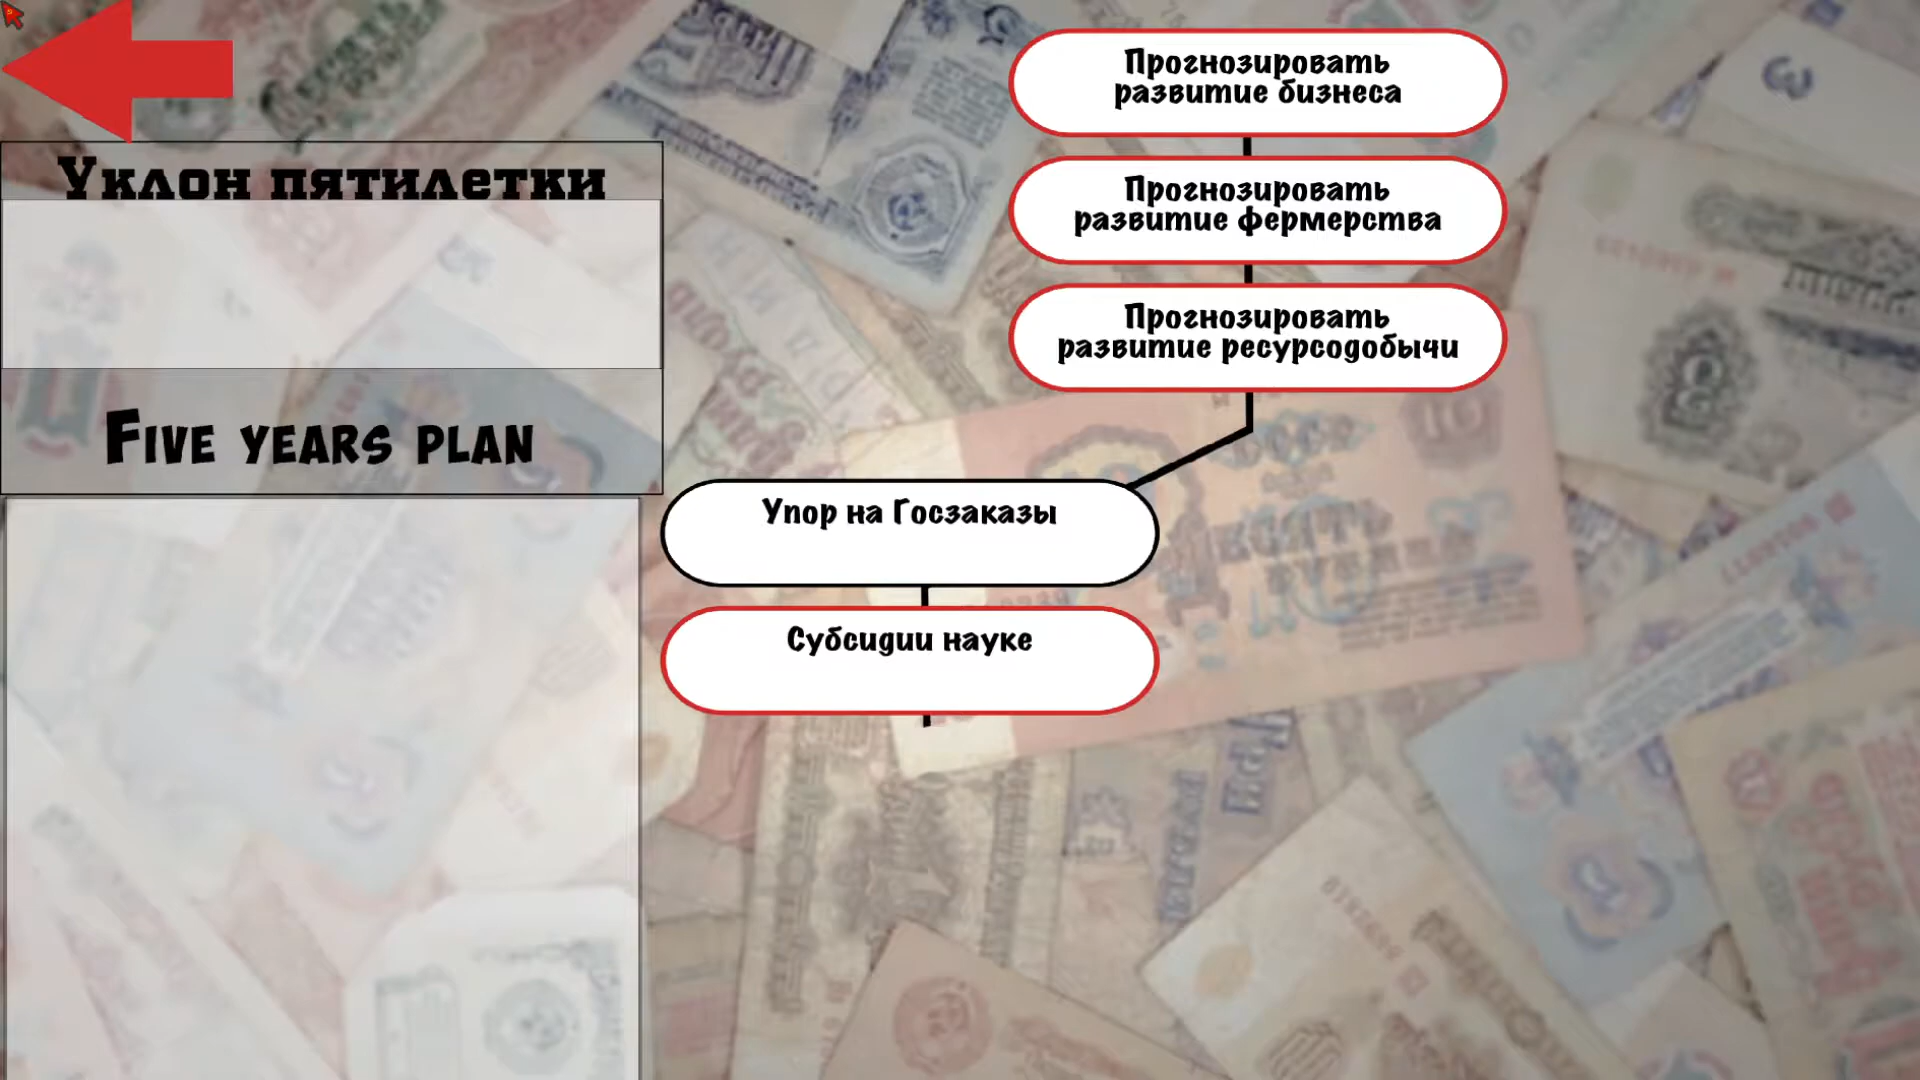 Уклон пятилетки
Five years plan
Прогнозировать
развитие бизнеса
Прогнозировать
развитие фермерства
Прогнозировать
развитие ресурсодобычи
Упор на Госзаказы
Субсидии науке